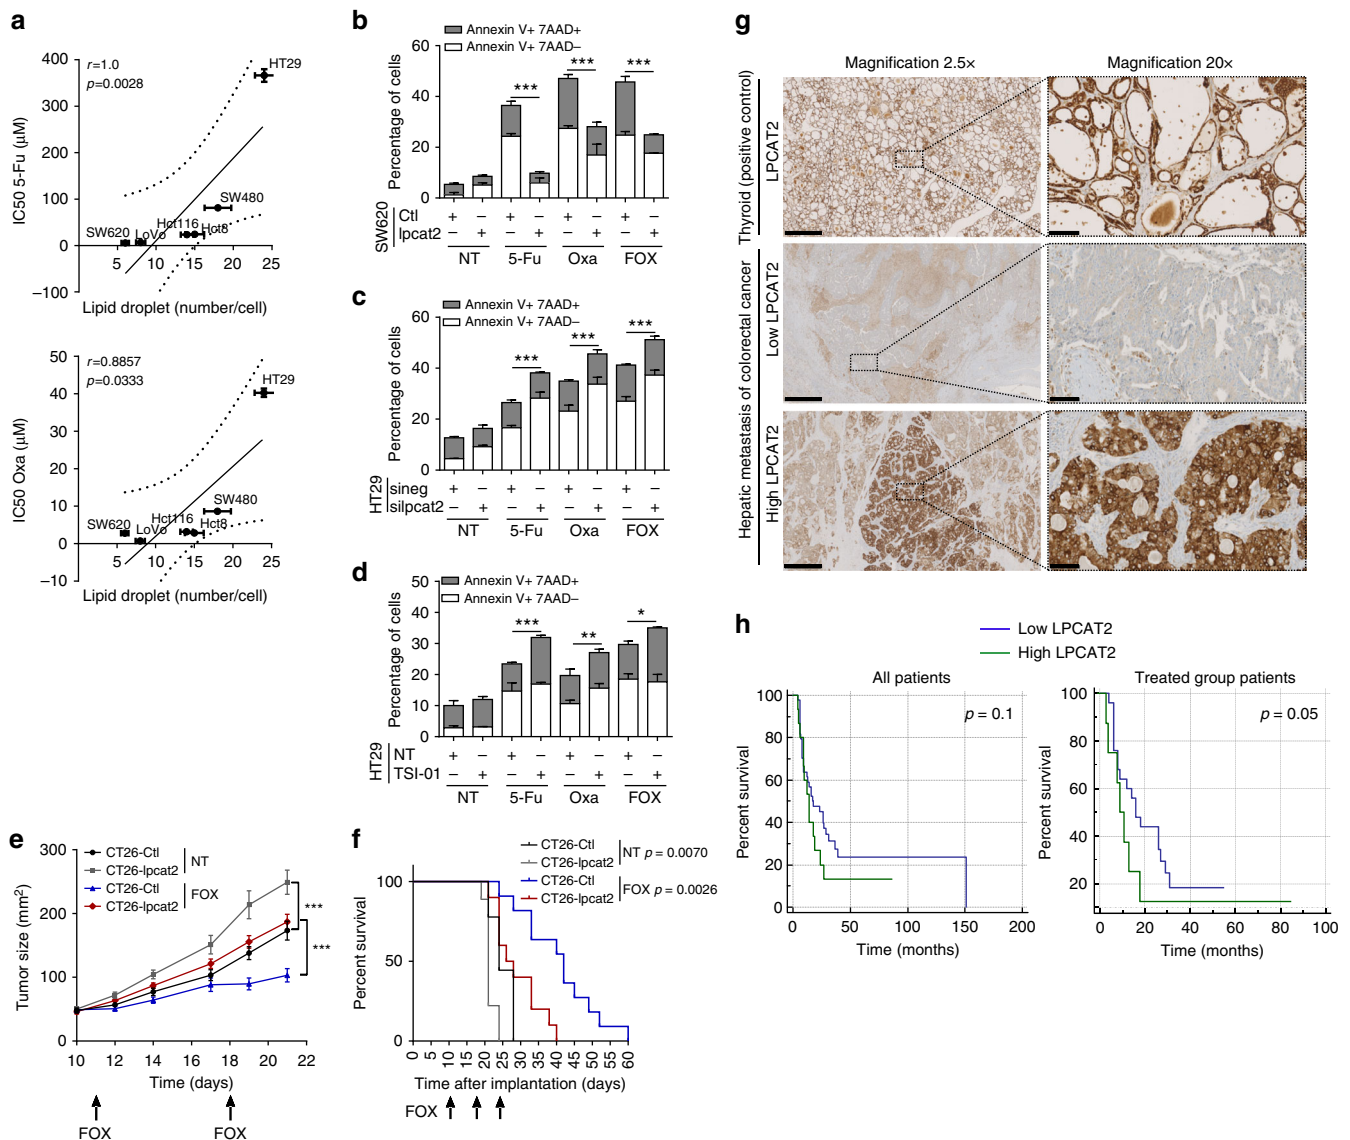 a
r=1.0
p=0.0028
HT29
SW480
Hct116
Hct8
SW620
LoVo
IC50 5-Fu (μM)
400
300
200
100
0
−100
5
10
15
20
25
Lipid droplet (number/cell)
r=0.8857
p=0.0333
HT29
SW480
Hct116
Hct8
SW620
LoVo
IC50 Oxa (μM)
50
40
30
20
10
0
−10
5
10
15
20
25
Lipid droplet (number/cell)
b
Annexin V+ 7AAD+
Annexin V+ 7AAD−
Percentage of cells
60
40
20
0
***
***
***
SW620
Ctl + − + − + − + −
lpcat2 − + − + − + − +
NT 5-Fu Oxa FOX
c
Annexin V+ 7AAD+
Annexin V+ 7AAD−
Percentage of cells
60
40
20
0
***
***
***
HT29
sineg + − + − + − + −
silpcat2 − + − + − + − +
NT 5-Fu Oxa FOX
d
Annexin V+ 7AAD+
Annexin V+ 7AAD−
Percentage of cells
50
40
30
20
10
0
***
**
*
HT29
NT + − + − + − + −
TSI-01 − + − + − + − +
NT 5-Fu Oxa FOX
e
CT26-Ctl
CT26-lpcat2
NT
CT26-Ctl
CT26-lpcat2
FOX
***
***
Tumor size (mm²)
300
200
100
0
10 12 14 16 18 20 22
Time (days)
FOX FOX
f
CT26-Ctl
CT26-lpcat2
NT p = 0.0070
CT26-Ctl
CT26-lpcat2
FOX p = 0.0026
Percent survival
100
50
0
0 5 10 15 20 25 30 35 40 45 50 55 60
Time after implantation (days)
FOX
g
Magnification 2.5×
Magnification 20×
Thyroid (positive control)
LPCAT2
Hepatic metastasis of colorectal cancer
Low LPCAT2
High LPCAT2
h
Low LPCAT2
High LPCAT2
All patients
p = 0.1
Percent survival
100
80
60
40
20
0
0 50 100 150 200
Time (months)
Treated group patients
p = 0.05
Percent survival
100
80
60
40
20
0 20 40 60 80 100
Time (months)